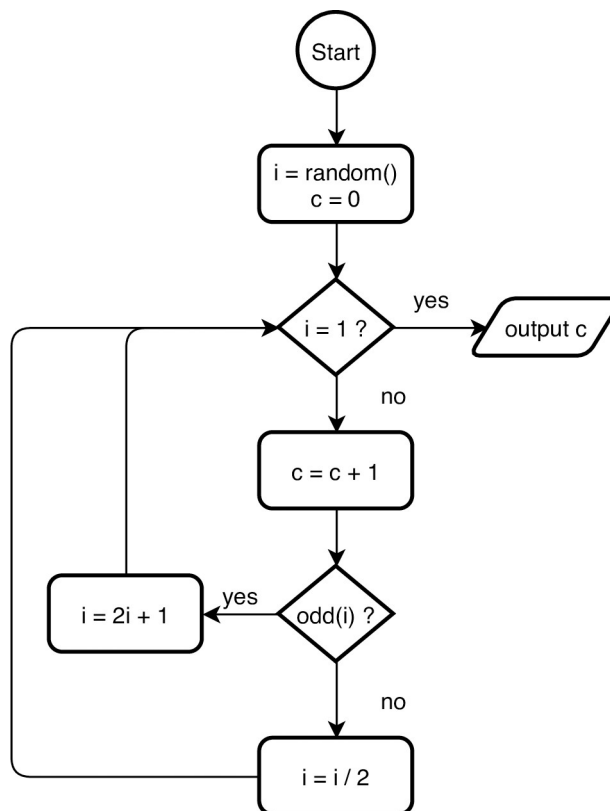 Start
i = random()
c = 0
i = 1 ?
yes
output c
no
c = c + 1
odd(i) ?
yes
i = 2i + 1
no
i = i / 2